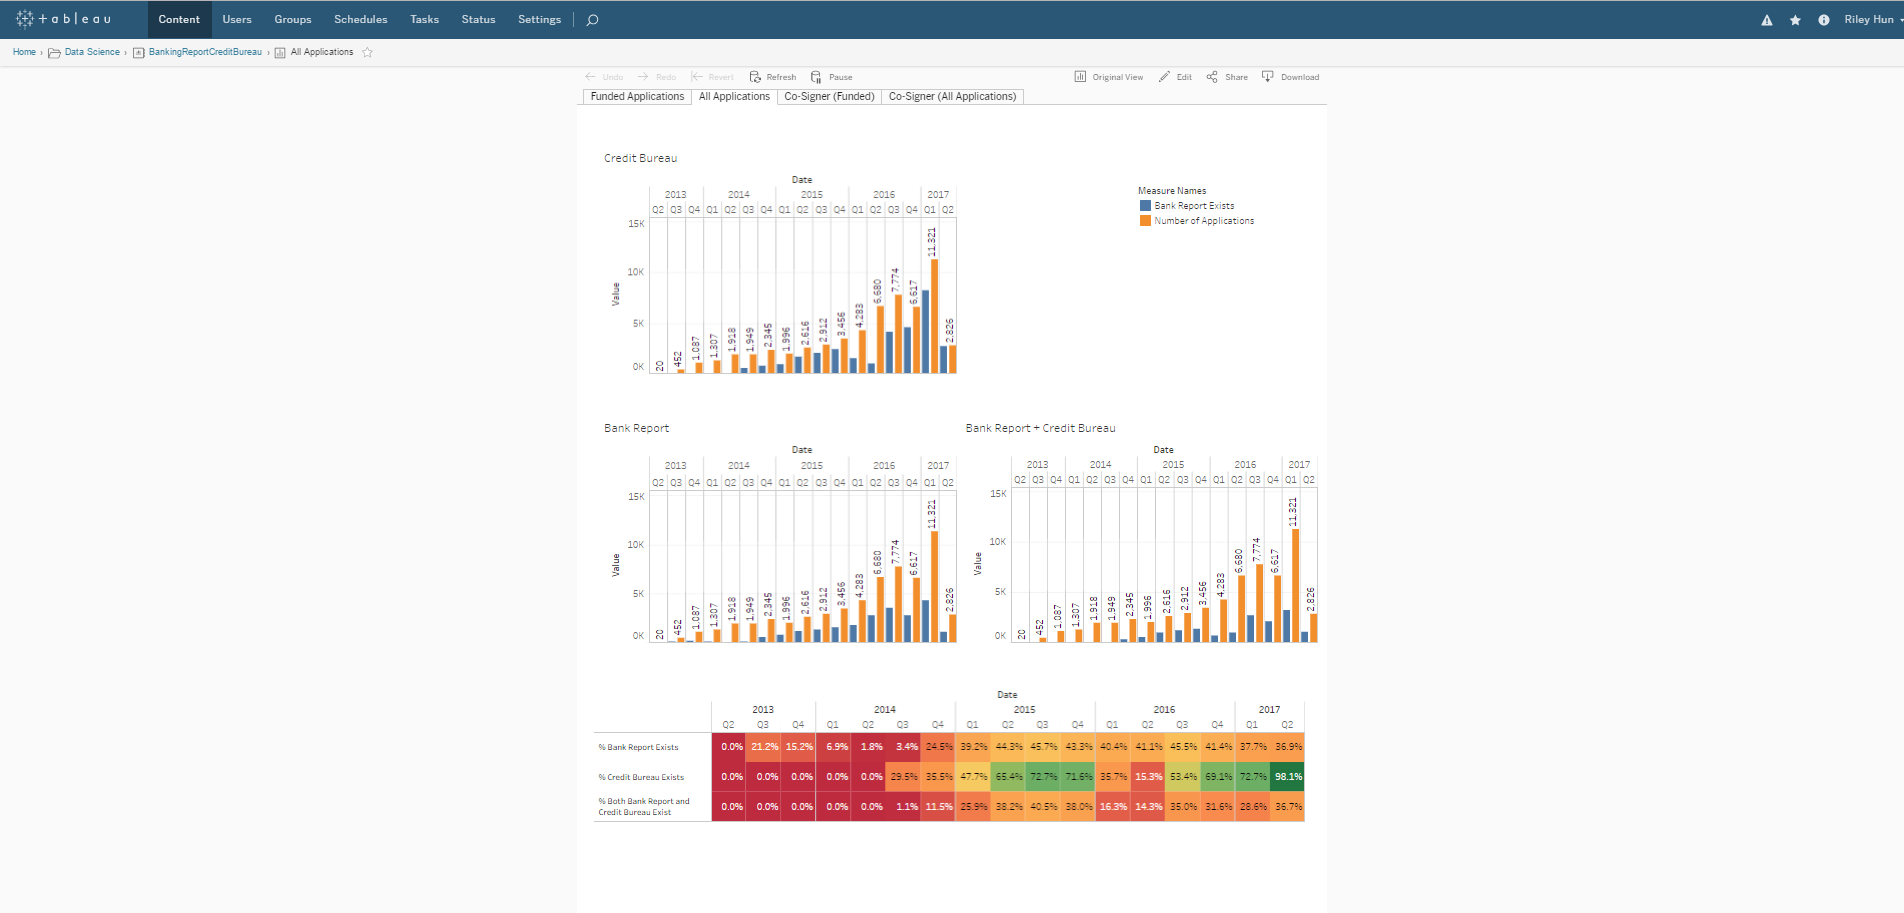 +ableau Content Users Groups Schedules Tasks Status Settings Riley Hun
Home › Data Science › BankingReportCreditBureau › All Applications
Undo Redo Revert Refresh Pause Original View Edit Share Download
Funded Applications All Applications Co-Signer (Funded) Co-Signer (All Applications)
Credit Bureau
Date
2013 2014 2015 2016 2017
Q2 Q3 Q4 Q1 Q2 Q3 Q4 Q1 Q2 Q3 Q4 Q1 Q2 Q3 Q4 Q1 Q2
15K
10K
5K
0K
Value
20 452 1,087 1,307 1,918 1,949 2,345 1,996 2,616 2,912 3,456 4,283 6,680 7,774 6,617 11,321 2,826
Measure Names
Bank Report Exists
Number of Applications
Bank Report
Date
2013 2014 2015 2016 2017
Q2 Q3 Q4 Q1 Q2 Q3 Q4 Q1 Q2 Q3 Q4 Q1 Q2 Q3 Q4 Q1 Q2
15K
10K
5K
0K
Value
20 452 1,087 1,307 1,918 1,949 2,345 1,996 2,616 2,912 3,456 4,283 6,680 7,774 6,617 11,321 2,826
Bank Report + Credit Bureau
Date
2013 2014 2015 2016 2017
Q2 Q3 Q4 Q1 Q2 Q3 Q4 Q1 Q2 Q3 Q4 Q1 Q2 Q3 Q4 Q1 Q2
15K
10K
5K
0K
Value
20 452 1,087 1,307 1,918 1,949 2,345 1,996 2,616 2,912 3,456 4,283 6,680 7,774 6,617 11,321 2,826
Date
2013 2014 2015 2016 2017
Q2 Q3 Q4 Q1 Q2 Q3 Q4 Q1 Q2 Q3 Q4 Q1 Q2 Q3 Q4 Q1 Q2
% Bank Report Exists 0.0% 21.2% 15.2% 6.9% 1.8% 3.4% 24.5% 39.2% 44.3% 45.7% 43.3% 40.4% 41.1% 45.5% 41.4% 37.7% 36.9%
% Credit Bureau Exists 0.0% 0.0% 0.0% 0.0% 0.0% 29.5% 35.5% 47.7% 65.4% 72.7% 71.6% 35.7% 15.3% 53.4% 69.1% 72.7% 98.1%
% Both Bank Report and
Credit Bureau Exist 0.0% 0.0% 0.0% 0.0% 0.0% 1.1% 11.5% 25.9% 38.2% 40.5% 38.0% 16.3% 14.3% 35.0% 31.6% 28.6% 36.7%